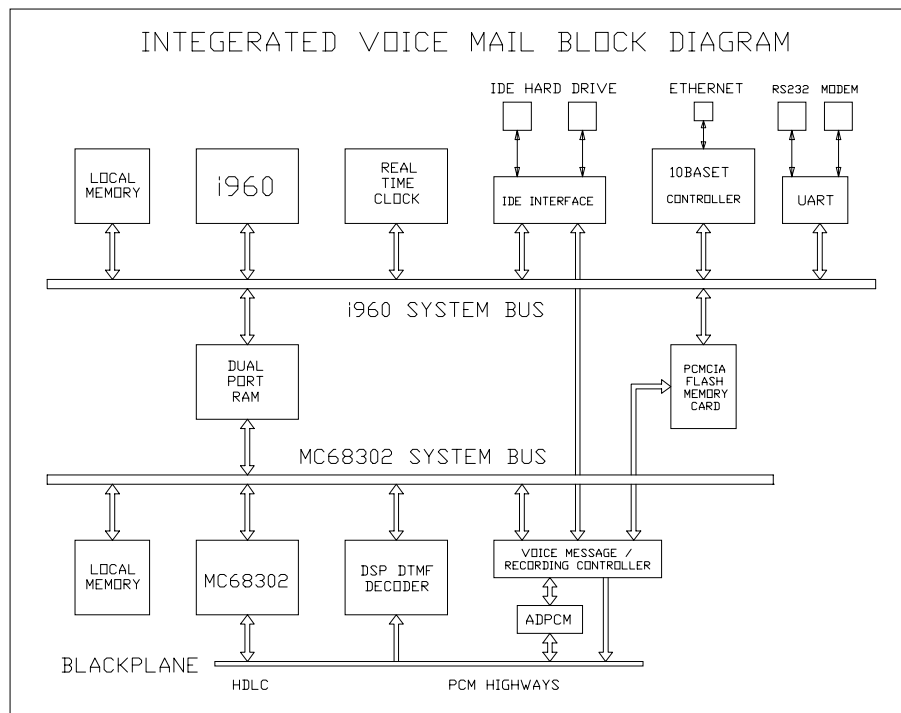 INTEGERATED VOICE MAIL BLOCK DIAGRAM
IDE HARD DRIVE
ETHERNET
RS232 MODEM
LOCAL
MEMORY
i960
REAL
TIME
CLOCK
IDE INTERFACE
10BASET
CONTROLLER
UART
i960 SYSTEM BUS
DUAL
PORT
RAM
PCMCIA
FLASH
MEMORY
CARD
MC68302 SYSTEM BUS
LOCAL
MEMORY
MC68302
DSP DTMF
DECODER
VOICE MESSAGE /
RECORDING CONTROLLER
ADPCM
BLACKPLANE
HDLC
PCM HIGHWAYS